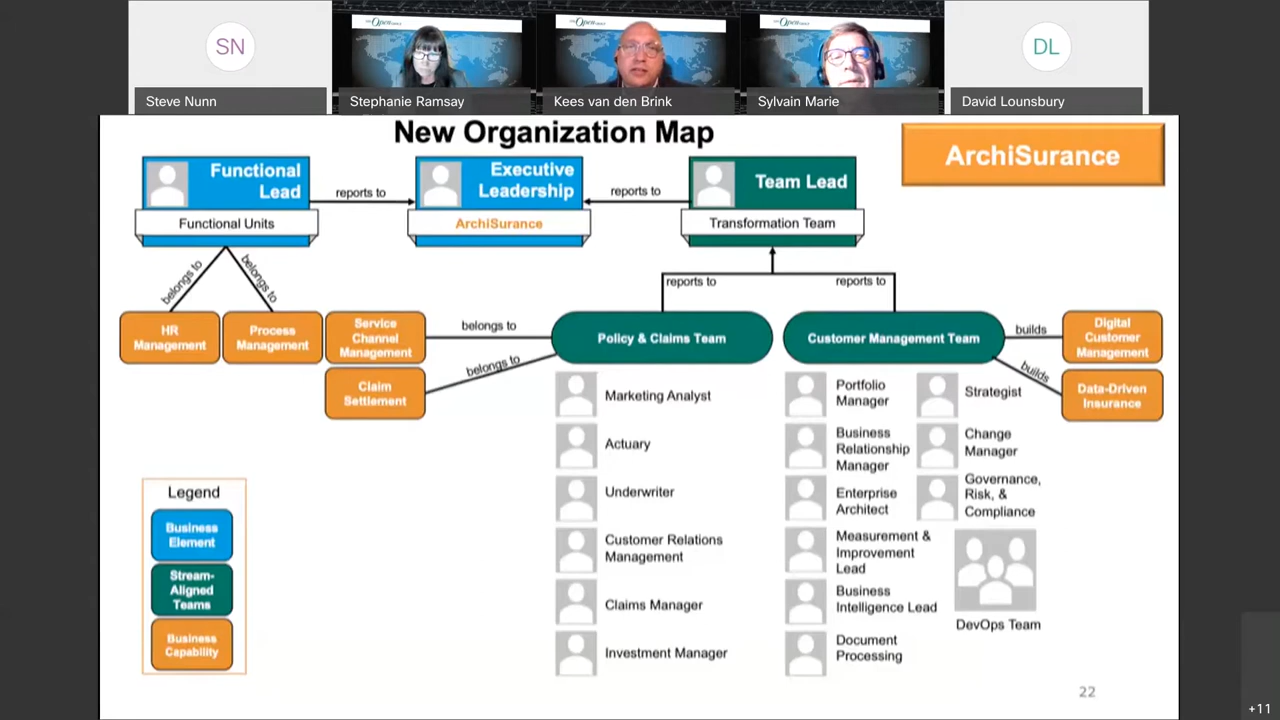 SN
DL
Steve Nunn
Stephanie Ramsay
Kees van den Brink
Sylvain Marie
David Lounsbury
New Organization Map
ArchiSurance
Functional
Lead
Functional Units
reports to
Executive
Leadership
ArchiSurance
reports to
Team Lead
Transformation Team
belongs to
belongs to
reports to
reports to
HR
Management
Process
Management
Service
Channel
Management
Claim
Settlement
belongs to
belongs to
Policy & Claims Team
Customer Management Team
builds
builds
Digital
Customer
Management
Data-Driven
Insurance
Marketing Analyst
Actuary
Underwriter
Customer Relations
Management
Claims Manager
Investment Manager
Portfolio
Manager
Business
Relationship
Manager
Enterprise
Architect
Measurement &
Improvement
Lead
Business
Intelligence Lead
Document
Processing
Strategist
Change
Manager
Governance,
Risk, &
Compliance
DevOps Team
Legend
Business
Element
Stream-
Aligned
Teams
Business
Capability
22
+11